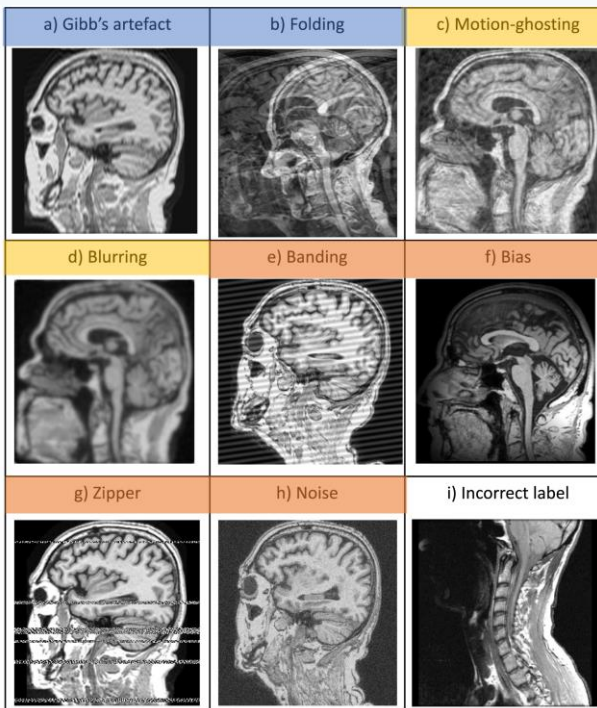 a) Gibb's artefact
b) Folding
c) Motion-ghosting
d) Blurring
e) Banding
f) Bias
g) Zipper
h) Noise
i) Incorrect label